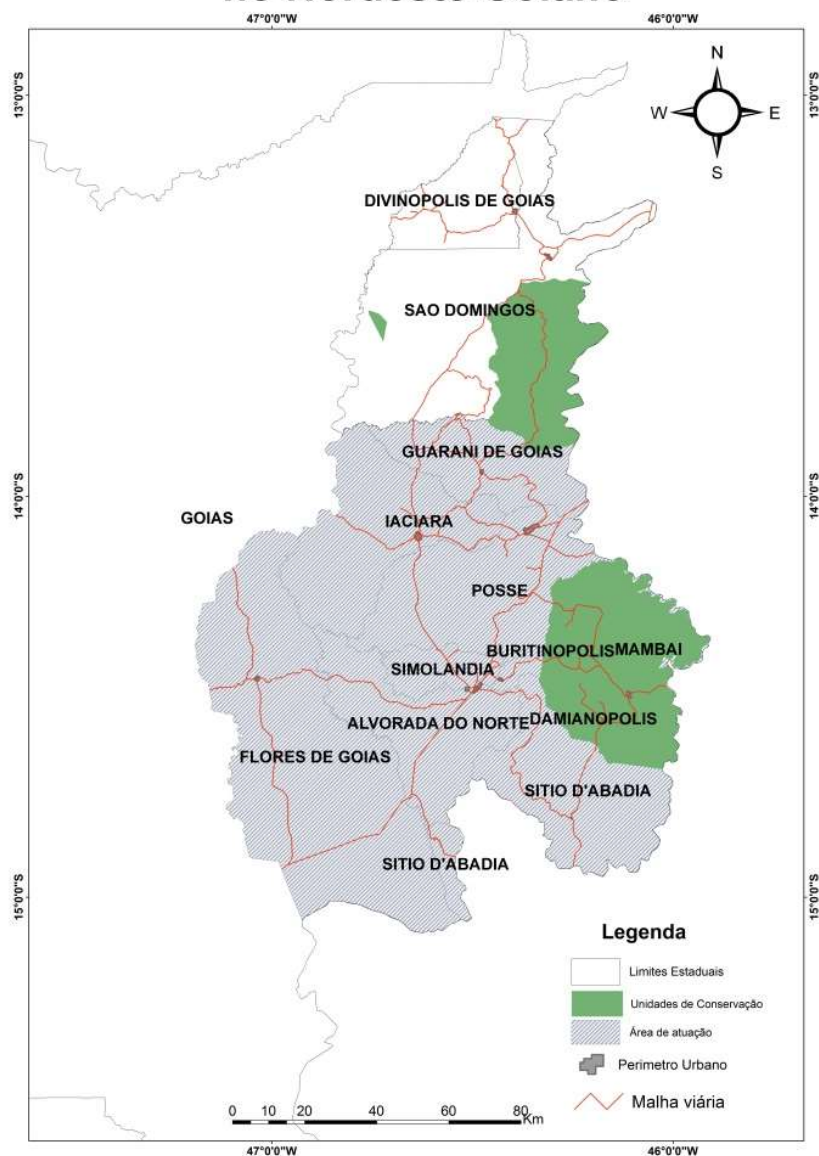 47°0'0"W 46°0'0"W
13°0'0"S 13°0'0"S
N
W E
S
DIVINOPOLIS DE GOIAS
SAO DOMINGOS
GUARANI DE GOIAS
14°0'0"S 14°0'0"S
GOIAS
IACIARA
POSSE
BURITINOPOLIS MAMBAI
SIMOLANDIA
ALVORADA DO NORTE DAMIANOPOLIS
FLORES DE GOIAS
SITIO D'ABADIA
SITIO D'ABADIA
15°0'0"S 15°0'0"S
Legenda
Limites Estaduais
Unidades de Conservação
Área de atuação
Perimetro Urbano
Malha viária
0 10 20 40 60 80
Km
47°0'0"W 46°0'0"W